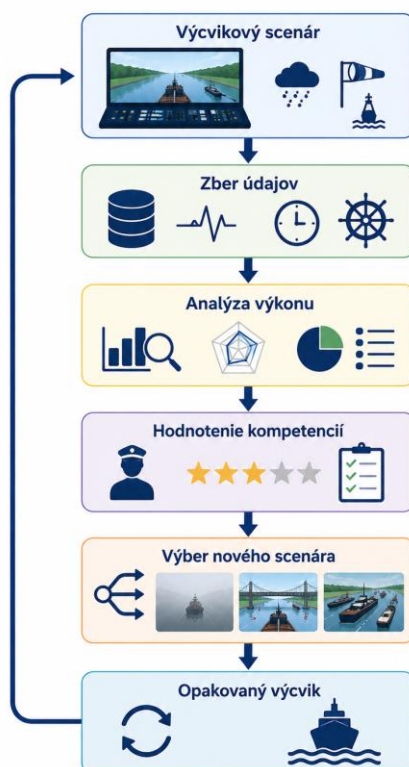 Výcvikový scenár
Zber údajov
Analýza výkonu
Hodnotenie kompetencií
Výber nového scenára
Opakovaný výcvik